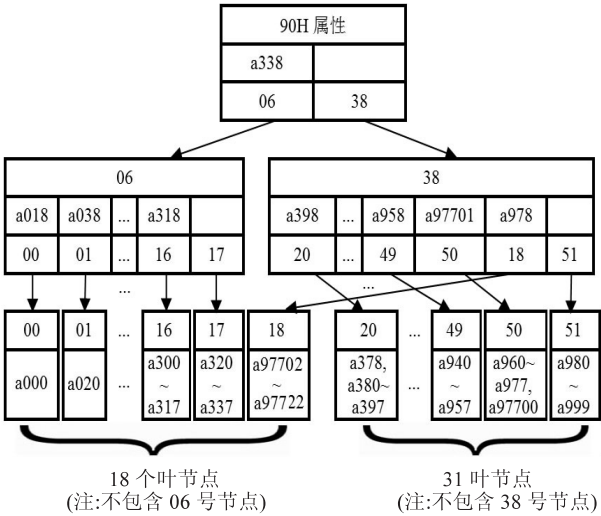 90H 属性
a338
06 38
06 38
a018 a038 ... a318 a398 ... a958 a97701 a978
00 01 ... 16 17 20 ... 49 50 18 51
... ...
00 01 ... 16 17 18 20 ... 49 50 51
a000 a020 ... a300 ~ a317 a320 ~ a337 a97702 ~ a97722 a378, a380~ a397 ... a940 ~ a957 a960~ a977, a97700 a980 ~ a999
18 个叶节点 31 叶节点
(注:不包含 06 号节点) (注:不包含 38 号节点)